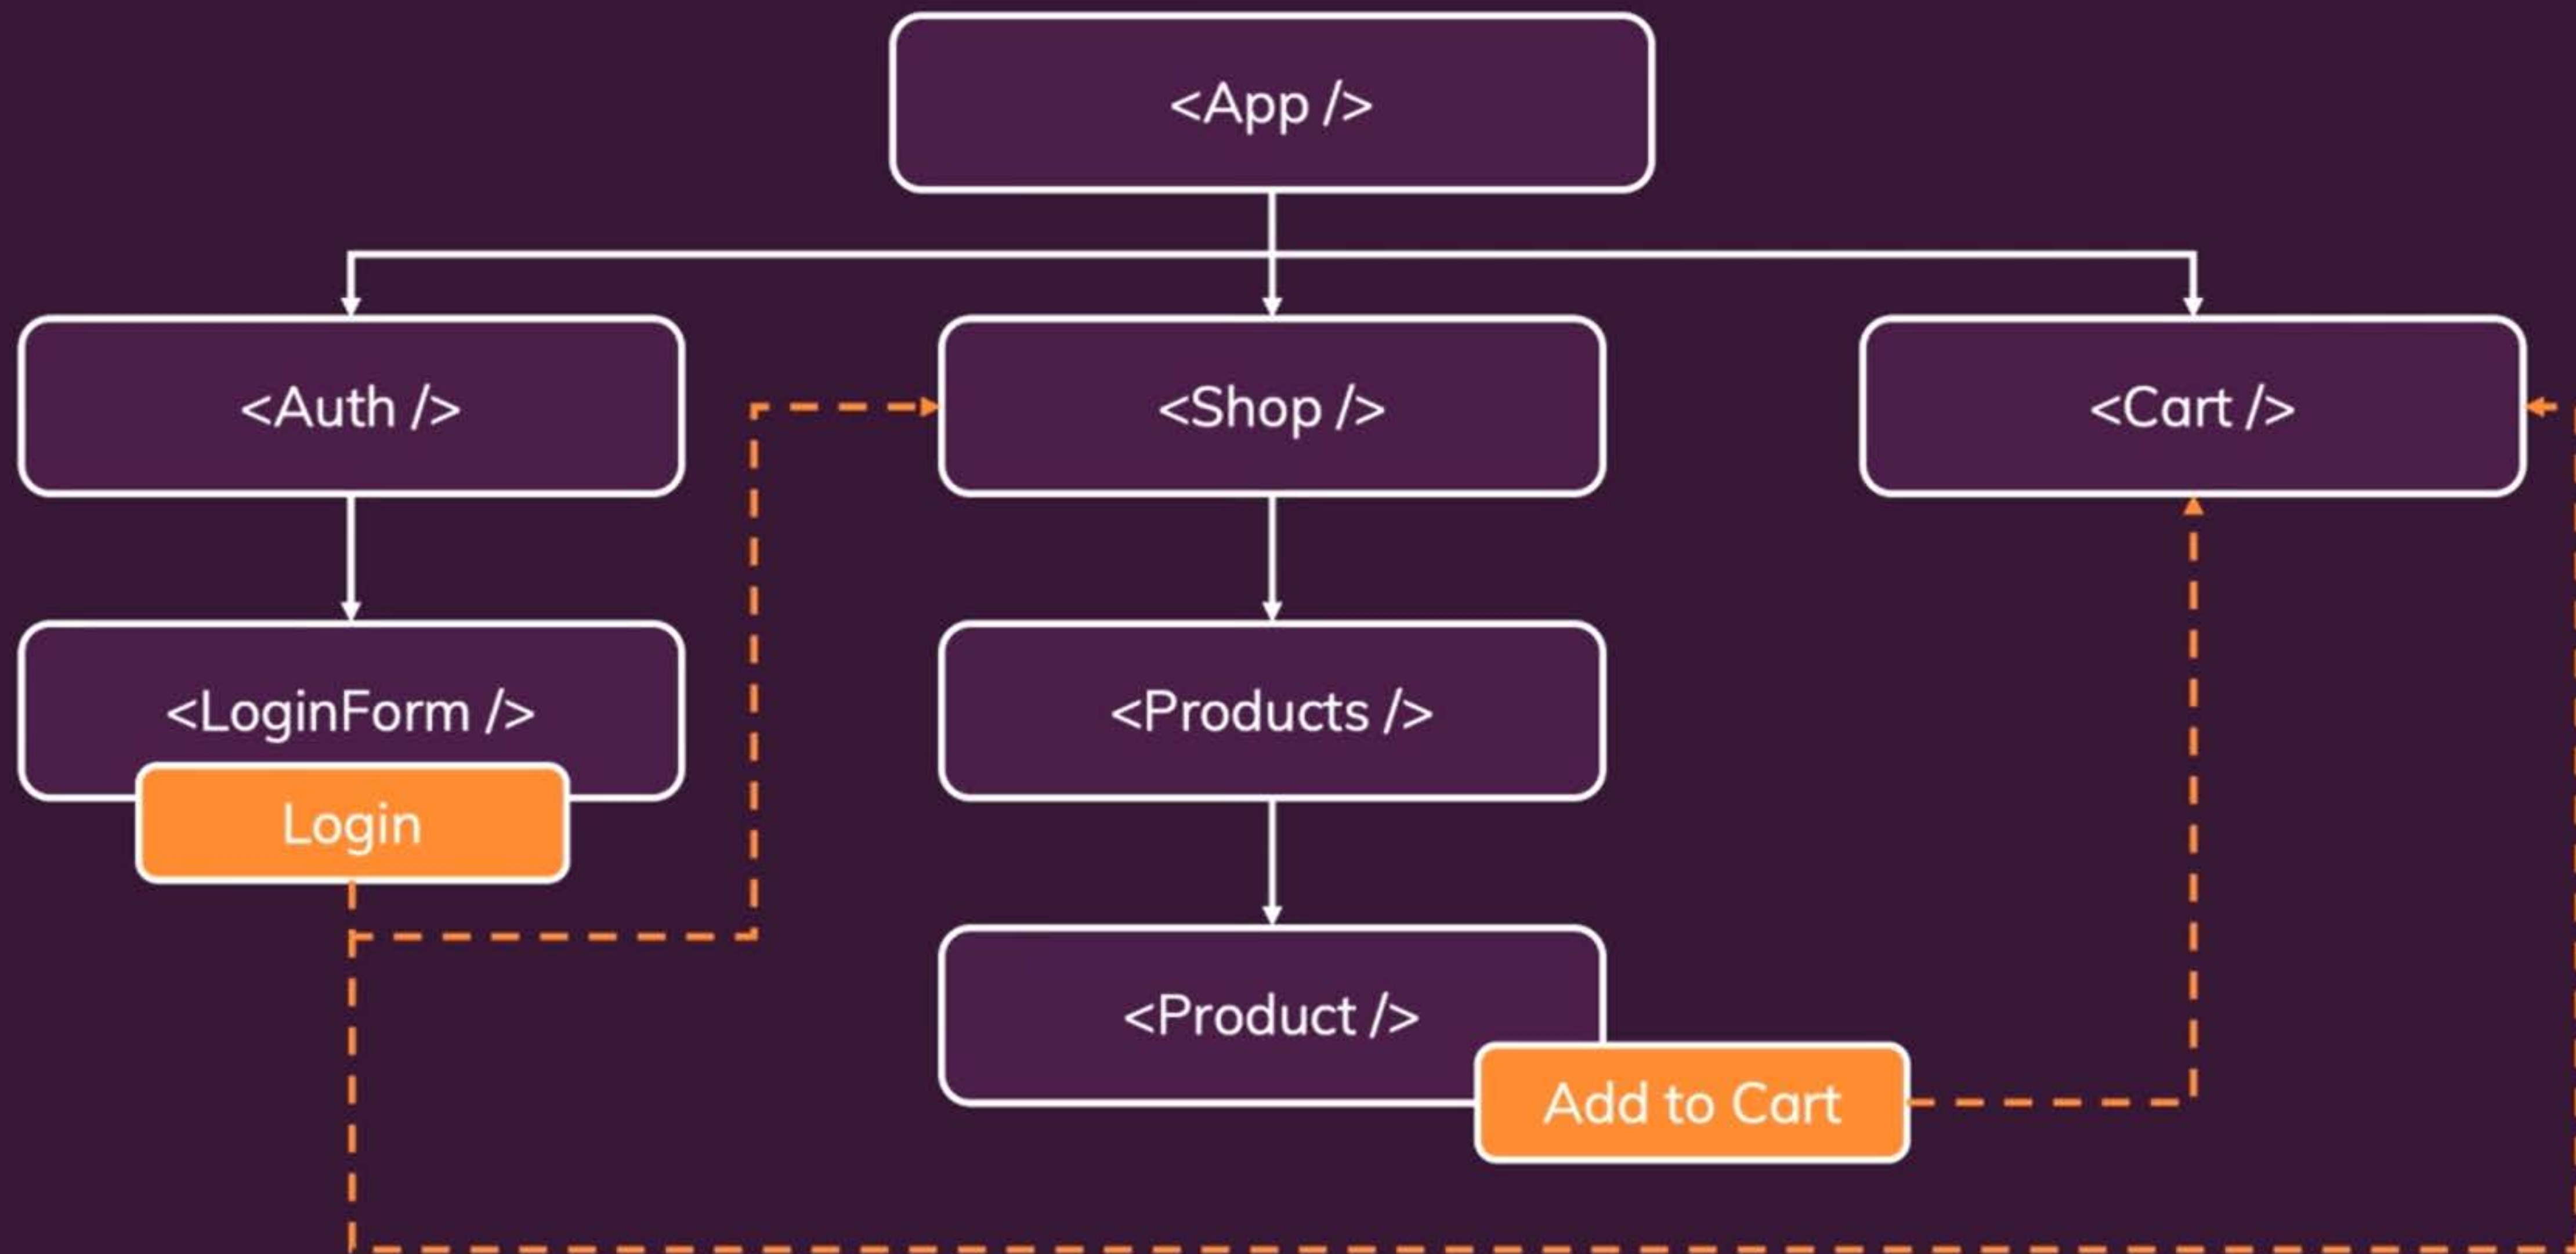 <App />
<Auth />
<Shop />
<Cart />
<LoginForm />
<Products />
Login
<Product />
Add to Cart